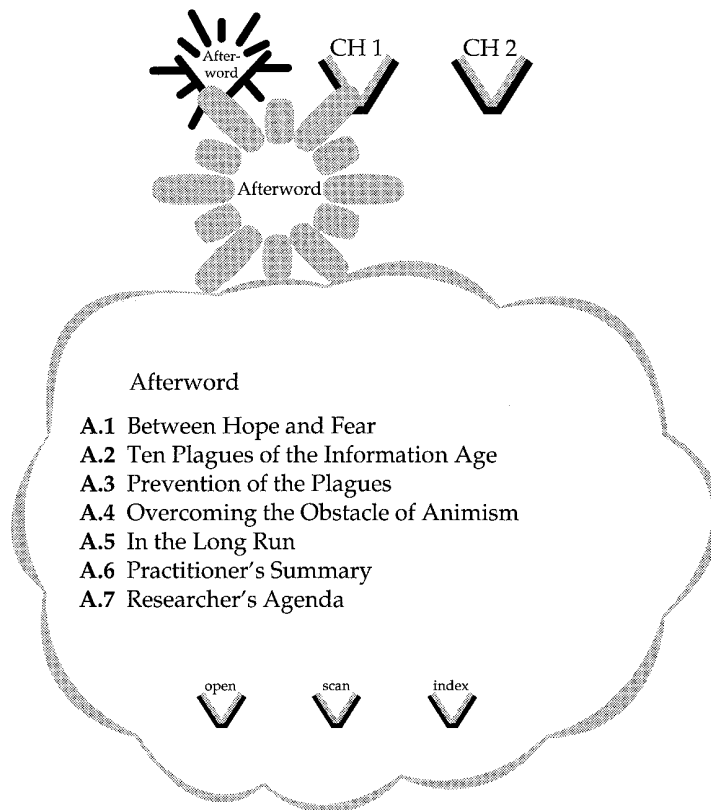 After-
word
CH 1
CH 2
Afterword
Afterword
A.1 Between Hope and Fear
A.2 Ten Plagues of the Information Age
A.3 Prevention of the Plagues
A.4 Overcoming the Obstacle of Animism
A.5 In the Long Run
A.6 Practitioner's Summary
A.7 Researcher's Agenda
open
scan
index